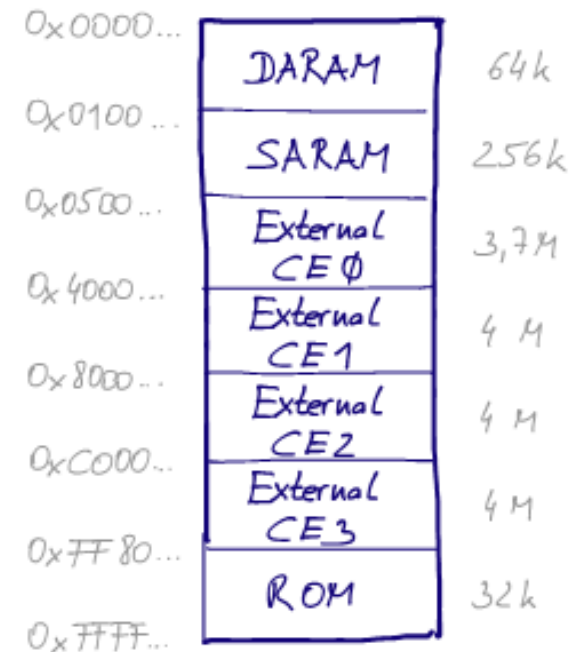 0x0000...
DARAM 64k
0x0100...
SARAM 256k
0x0500...
External
CE0 3,7M
0x4000...
External
CE1 4 M
0x8000...
External
CE2 4 M
0xC000...
External
CE3 4 M
0xFF80...
ROM 32k
0xFFFF...